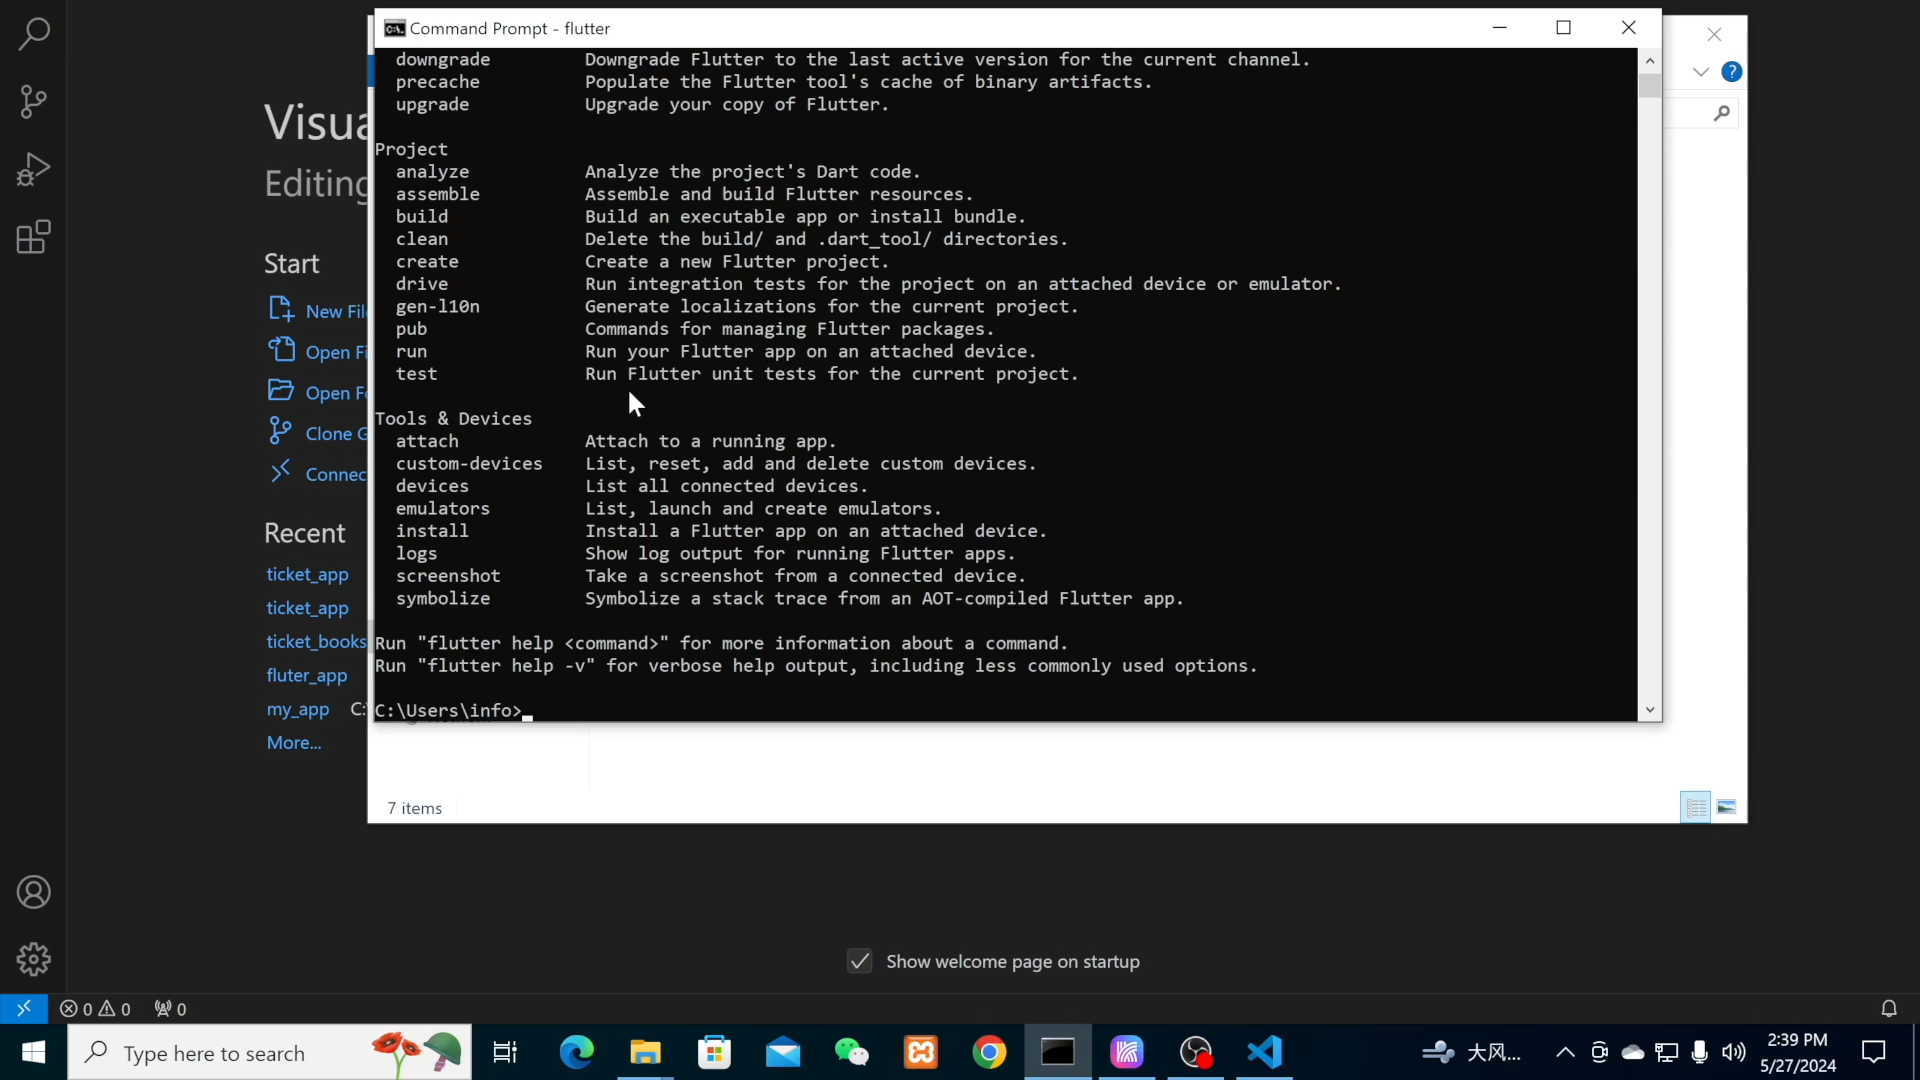 Command Prompt - flutter
downgrade Downgrade Flutter to the last active version for the current channel.
precache Populate the Flutter tool's cache of binary artifacts.
upgrade Upgrade your copy of Flutter.
Project
analyze Analyze the project's Dart code.
assemble Assemble and build Flutter resources.
build Build an executable app or install bundle.
clean Delete the build/ and .dart_tool/ directories.
create Create a new Flutter project.
drive Run integration tests for the project on an attached device or emulator.
gen-l10n Generate localizations for the current project.
pub Commands for managing Flutter packages.
run Run your Flutter app on an attached device.
test Run Flutter unit tests for the current project.
Tools & Devices
attach Attach to a running app.
custom-devices List, reset, add and delete custom devices.
devices List all connected devices.
emulators List, launch and create emulators.
install Install a Flutter app on an attached device.
logs Show log output for running Flutter apps.
screenshot Take a screenshot from a connected device.
symbolize Symbolize a stack trace from an AOT-compiled Flutter app.
Run "flutter help <command>" for more information about a command.
Run "flutter help -v" for verbose help output, including less commonly used options.
C:\Users\info>
Visua
Editing
Start
New Fil
Open Fi
Open Fo
Clone G
Connec
Recent
ticket_app
ticket_app
ticket_books
fluter_app
my_app C:\
More...
7 items
Show welcome page on startup
0 0 0
Type here to search
大风...
2:39 PM
5/27/2024